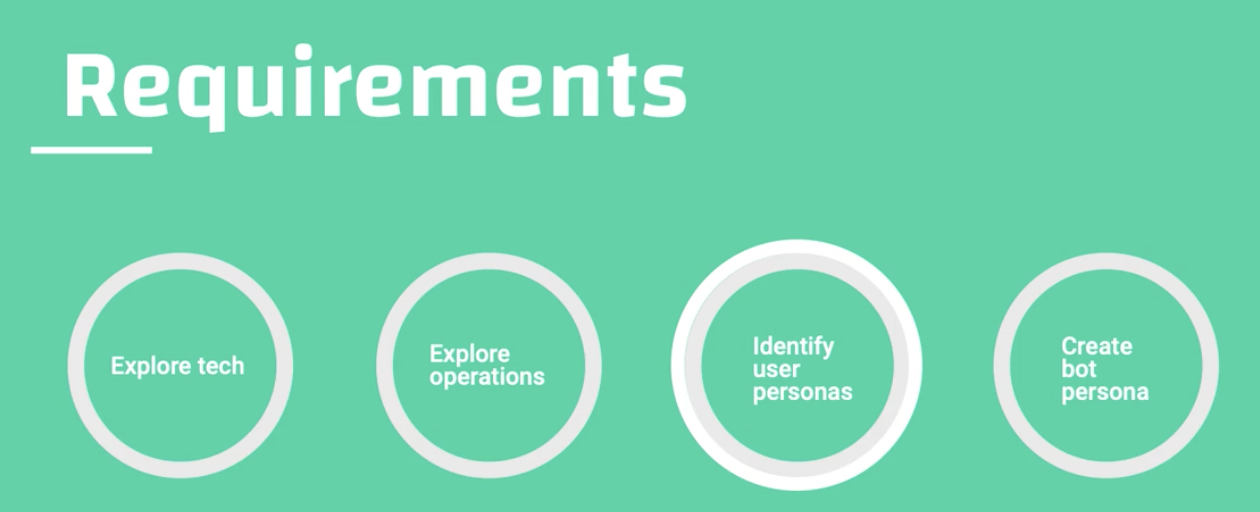 Requirements
Explore tech
Explore
operations
Identify
user
personas
Create
bot
persona